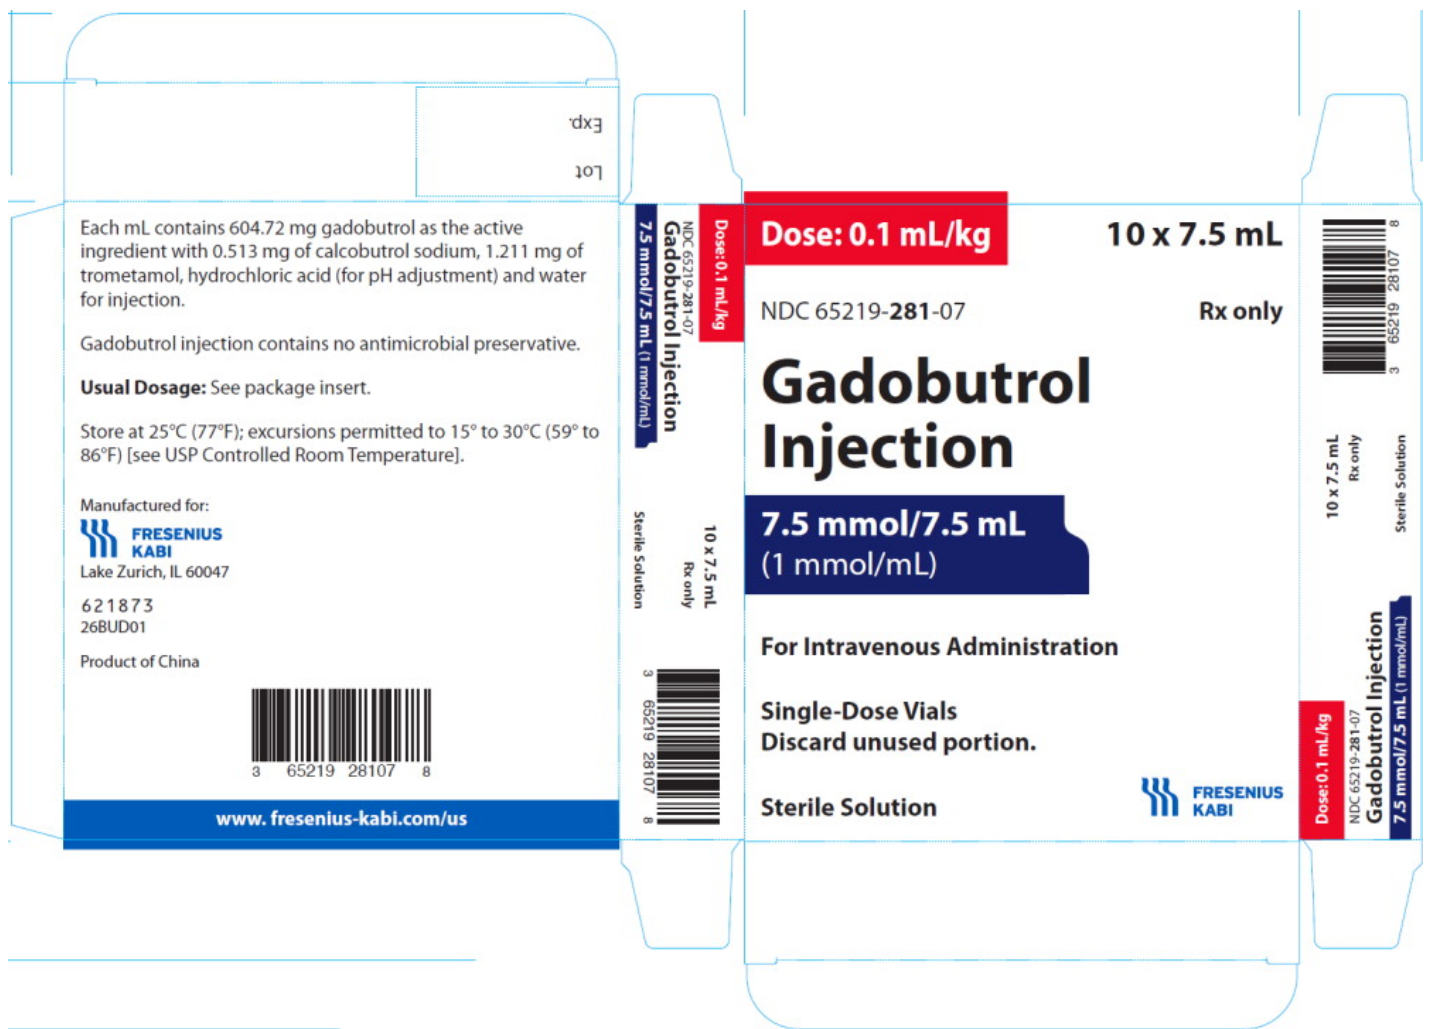 Exp.
Lot
Each mL contains 604.72 mg gadobutrol as the active
ingredient with 0.513 mg of calcobutrol sodium, 1.211 mg of
trometamol, hydrochloric acid (for pH adjustment) and water
for injection.
Gadobutrol injection contains no antimicrobial preservative.
Usual Dosage: See package insert.
Store at 25°C (77°F); excursions permitted to 15° to 30°C (59° to
86°F) [see USP Controlled Room Temperature].
Manufactured for:
FRESENIUS
KABI
Lake Zurich, IL 60047
621873
26BUD01
Product of China
3 65219 28107 8
www. fresenius-kabi.com/us
Dose: 0.1 mL/kg
NDC 65219-281-07
Gadobutrol Injection
7.5 mmol/7.5 mL (1 mmol/mL)
10 x 7.5 mL
Rx only
Sterile Solution
3 65219 28107 8
Dose: 0.1 mL/kg
10 x 7.5 mL
NDC 65219-281-07
Rx only
Gadobutrol
Injection
7.5 mmol/7.5 mL
(1 mmol/mL)
For Intravenous Administration
Single-Dose Vials
Discard unused portion.
Sterile Solution
FRESENIUS
KABI
Dose: 0.1 mL/kg
NDC 65219-281-07
Gadobutrol Injection
7.5 mmol/7.5 mL (1 mmol/mL)
10 x 7.5 mL
Rx only
Sterile Solution
3 65219 28107 8